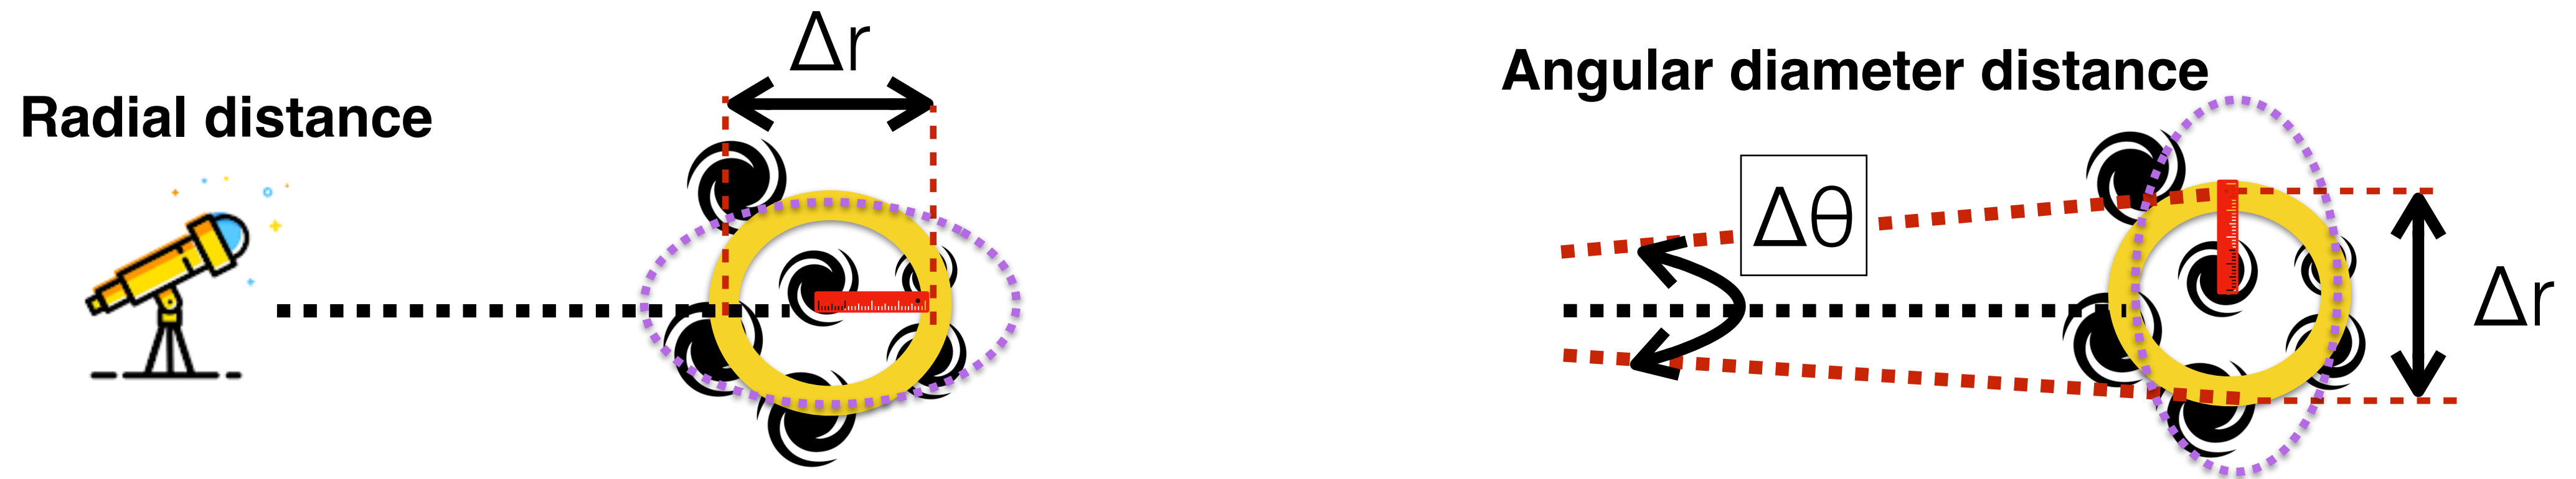 Radial distance
Δr
Angular diameter distance
Δθ
Δr